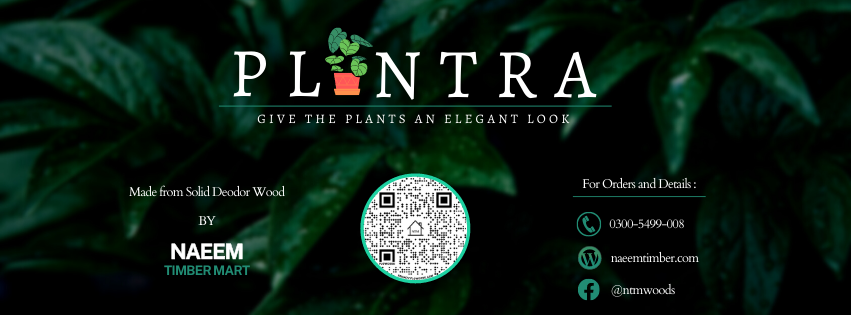 PLNTRA
GIVE THE PLANTS AN ELEGANT LOOK
Made from Solid Deodor Wood
BY
NAEEM
TIMBER MART
For Orders and Details :
0300-5499-008
naeemtimber.com
@ntmwoods